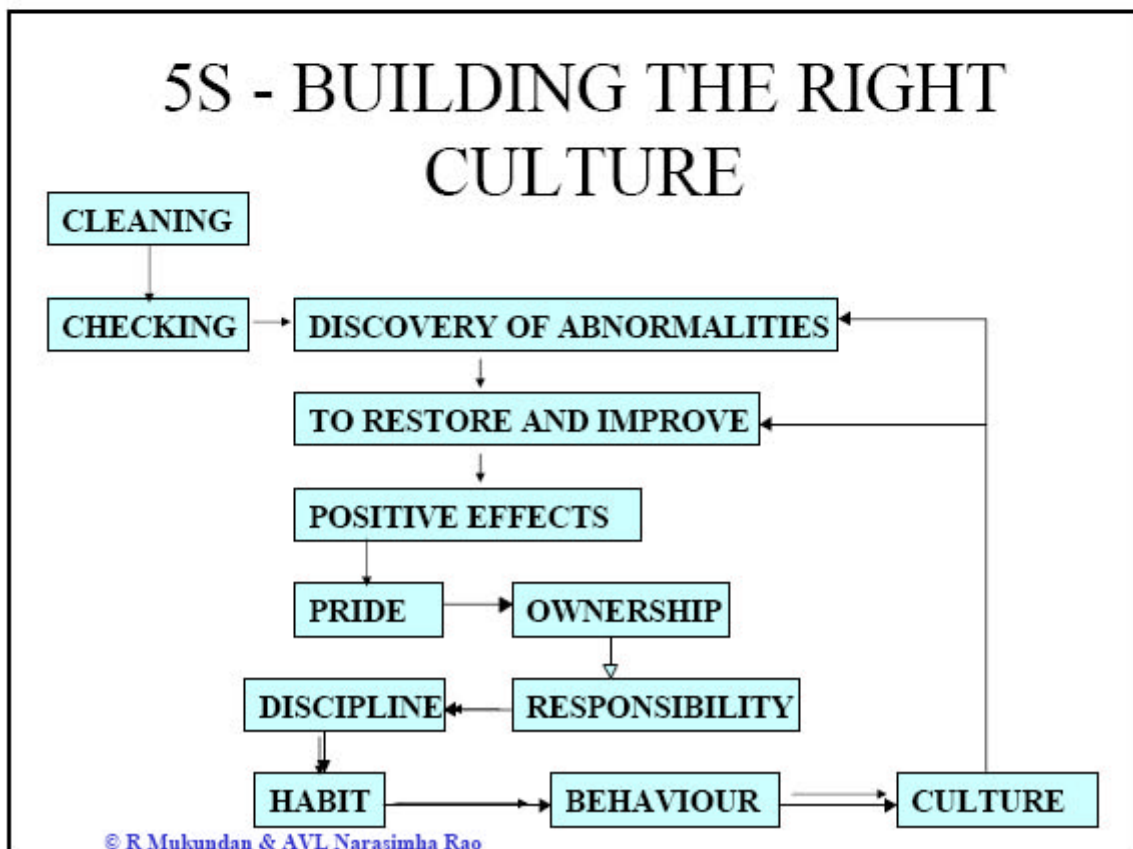 5S - BUILDING THE RIGHT
CULTURE
CLEANING
CHECKING
DISCOVERY OF ABNORMALITIES
TO RESTORE AND IMPROVE
POSITIVE EFFECTS
PRIDE
OWNERSHIP
DISCIPLINE
RESPONSIBILITY
HABIT
BEHAVIOUR
CULTURE
© R Mukundan & AVL Narasimha Rao